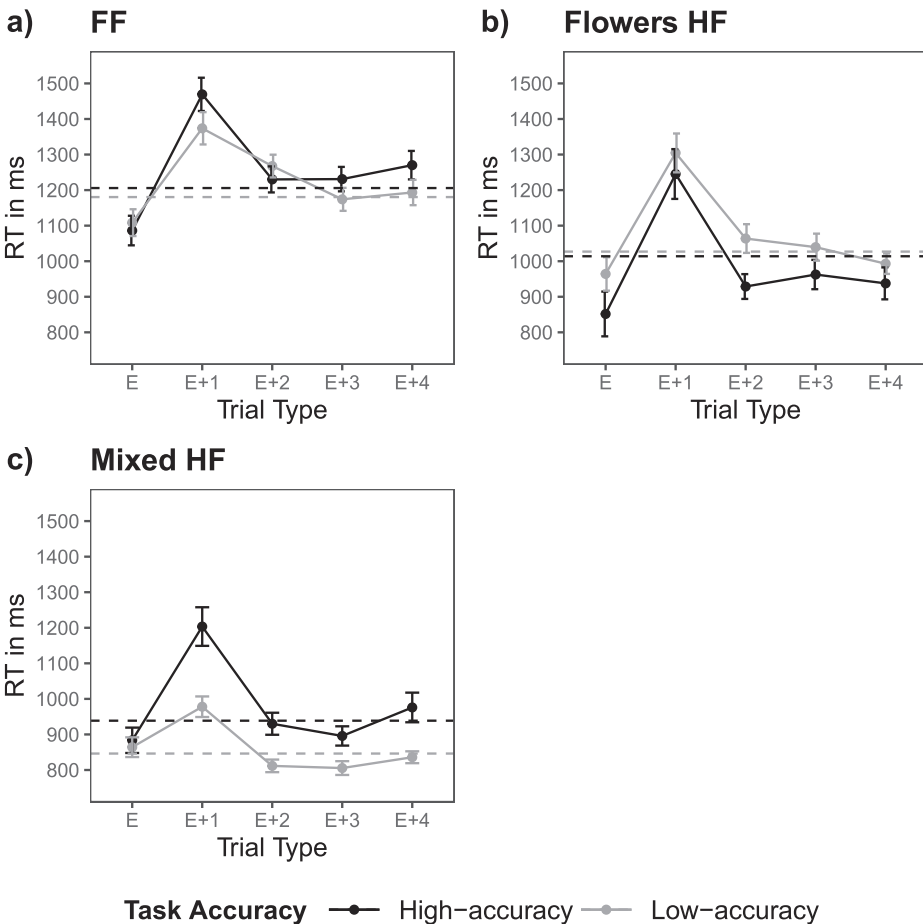 a) FF
RT in ms
1500
1400
1300
1200
1100
1000
900
800
E E+1 E+2 E+3 E+4
Trial Type
b) Flowers HF
RT in ms
1500
1400
1300
1200
1100
1000
900
800
E E+1 E+2 E+3 E+4
Trial Type
c) Mixed HF
RT in ms
1500
1400
1300
1200
1100
1000
900
800
E E+1 E+2 E+3 E+4
Trial Type
Task Accuracy High−accuracy Low−accuracy